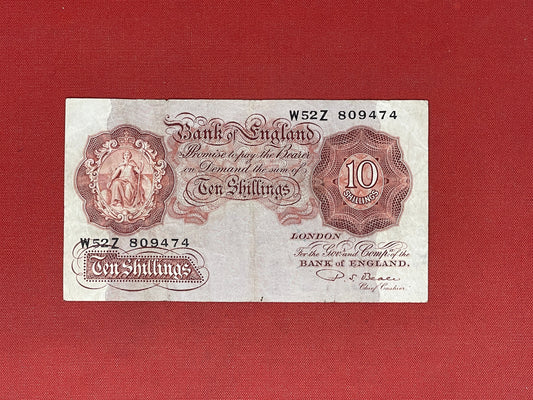 W52Z 809474
Bank of England
Promise to pay the Bearer
on Demand the sum of
Ten Shillings
10
SHILLINGS
W52Z 809474
Ten Shillings
LONDON
For the Govr. and Compa. of the
BANK OF ENGLAND.
P S Beale
Chief Cashier.